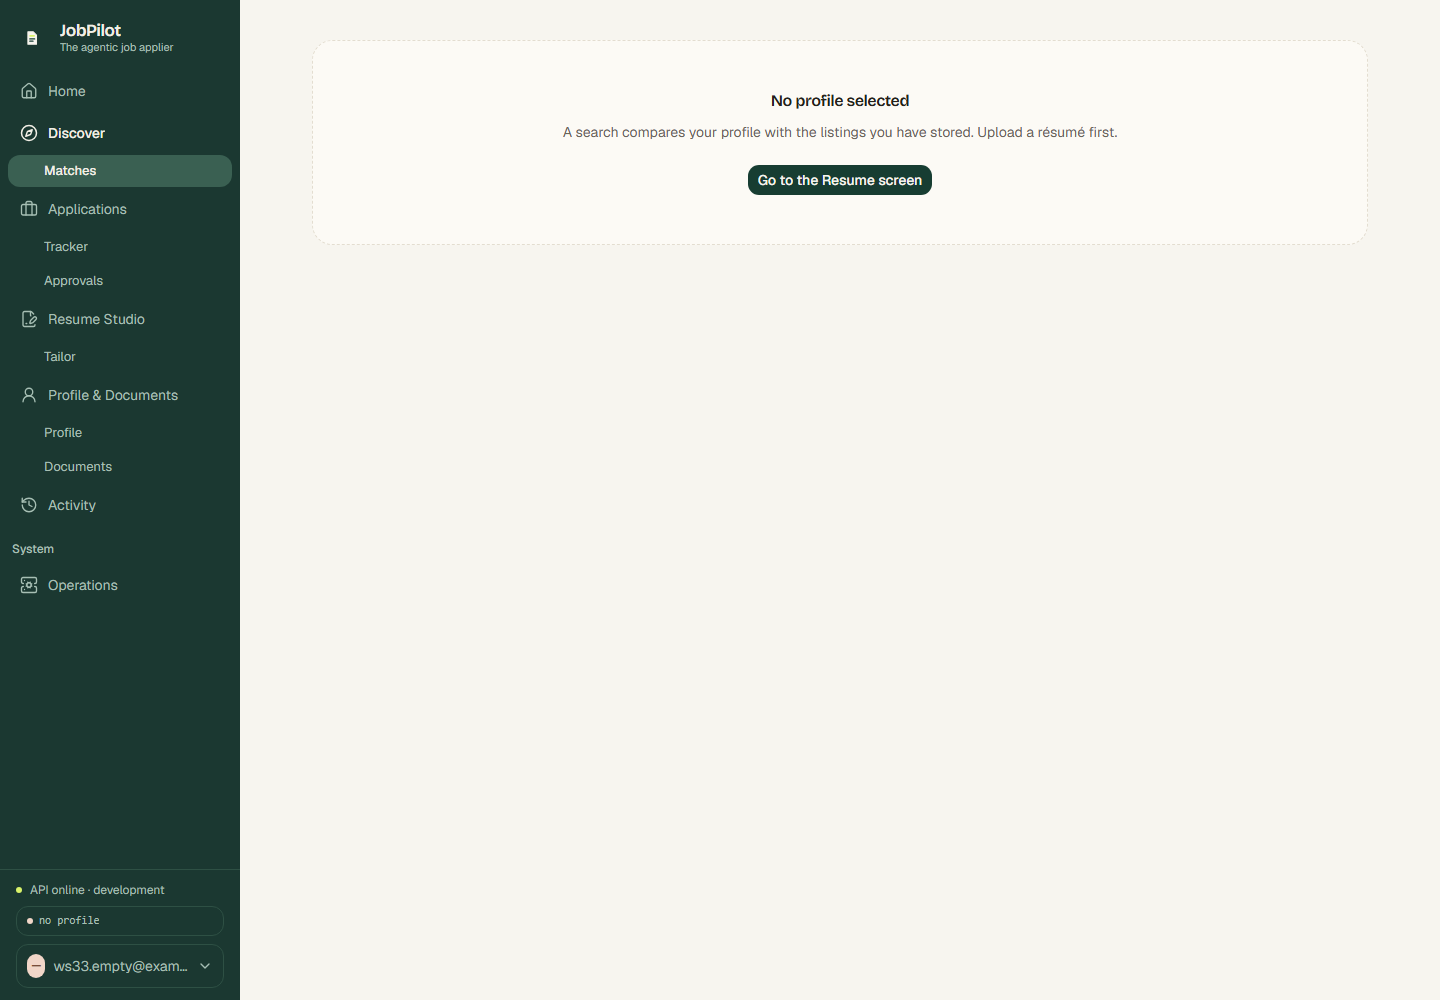 JobPilot
The agentic job applier
Home
Discover
Matches
Applications
Tracker
Approvals
Resume Studio
Tailor
Profile & Documents
Profile
Documents
Activity
System
Operations
API online · development
no profile
ws33.empty@exam...
No profile selected
A search compares your profile with the listings you have stored. Upload a résumé first.
Go to the Resume screen